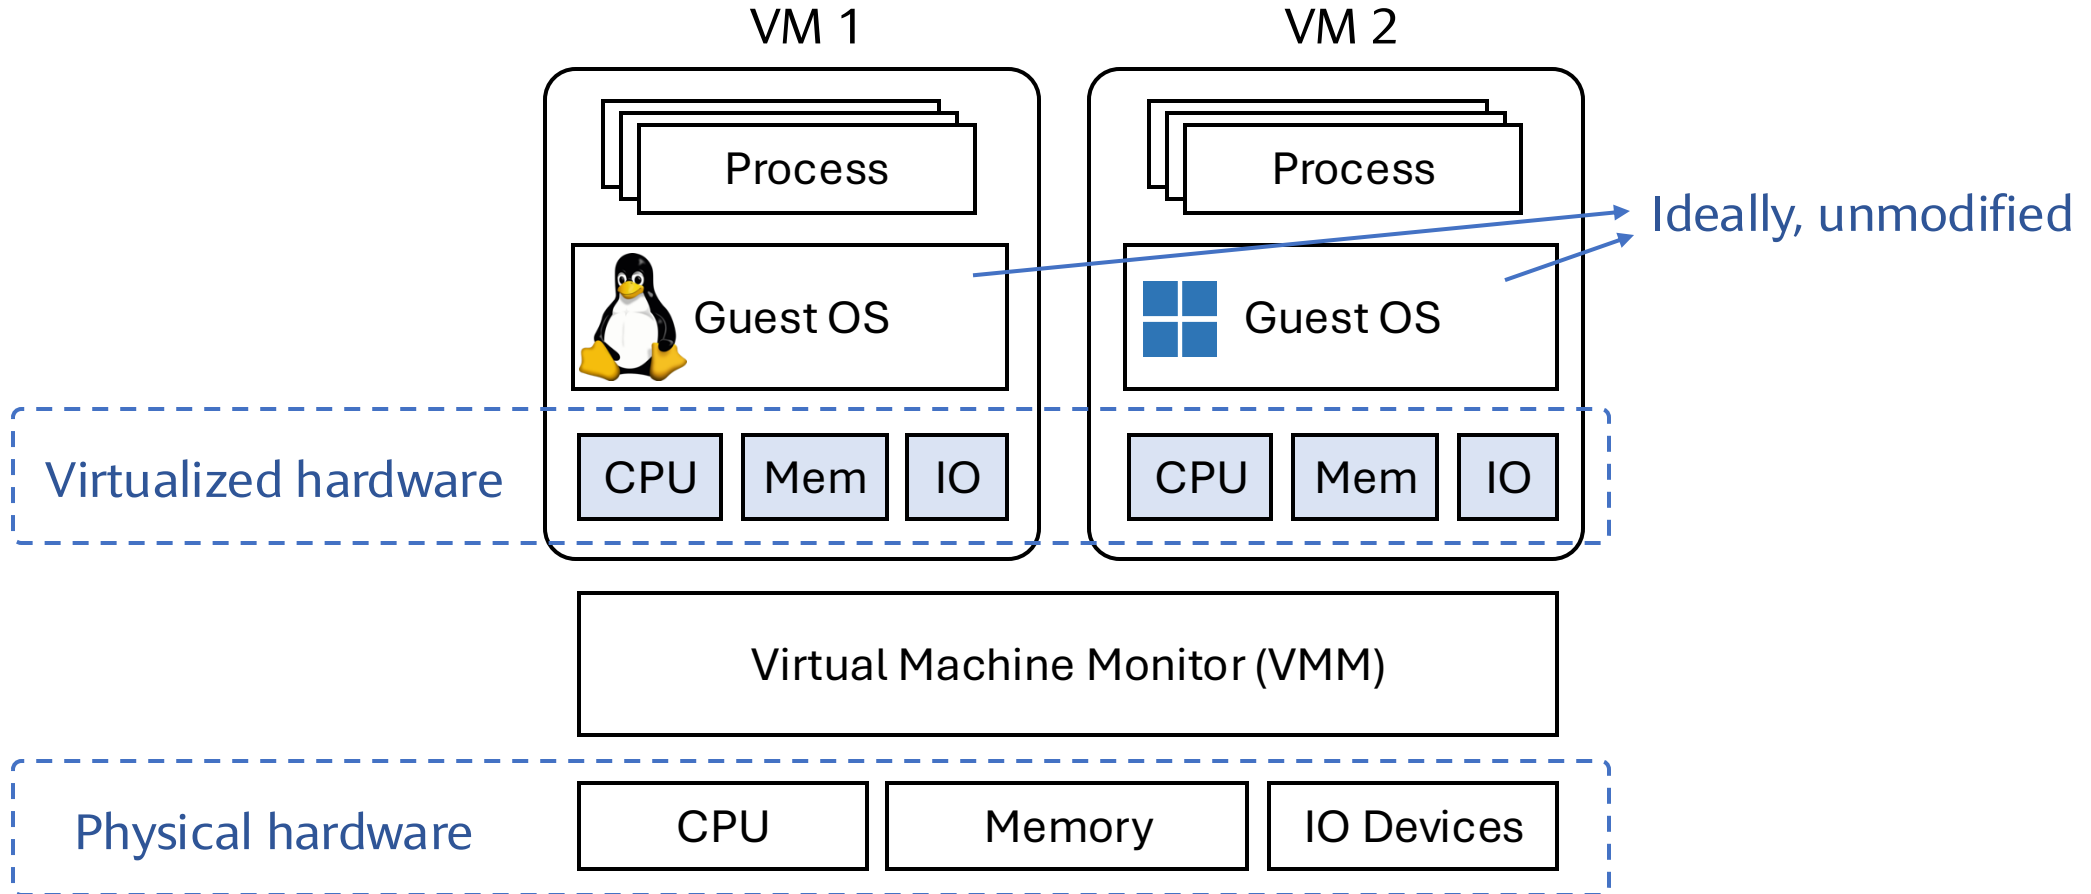 VM 1
VM 2
Process
Process
Ideally, unmodified
Guest OS
Guest OS
Virtualized hardware
CPU
Mem
IO
CPU
Mem
IO
Virtual Machine Monitor (VMM)
Physical hardware
CPU
Memory
IO Devices